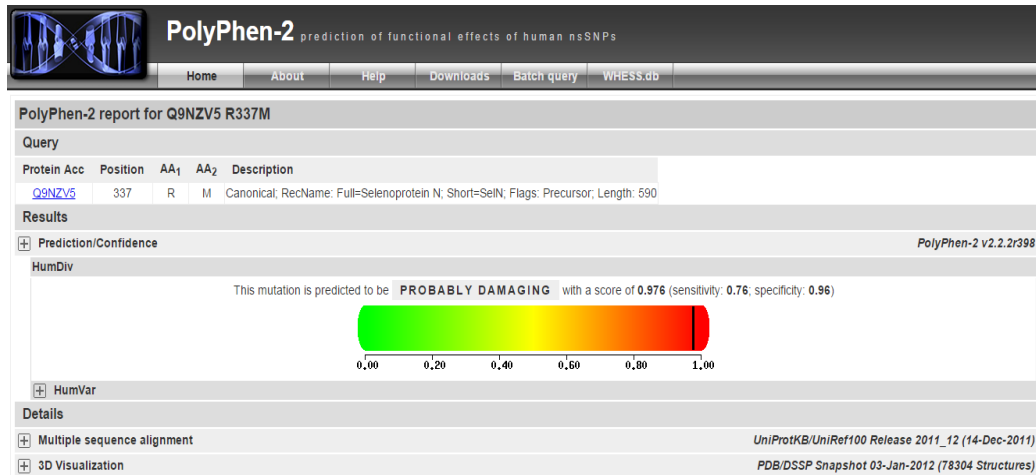 PolyPhen-2 prediction of functional effects of human nsSNPs
Home About Help Downloads Batch query WHESS.db
PolyPhen-2 report for Q9NZV5 R337M
Query
Protein Acc Position AA₁ AA₂ Description
Q9NZV5 337 R M Canonical; RecName: Full=Selenoprotein N; Short=SelN; Flags: Precursor; Length: 590
Results
Prediction/Confidence PolyPhen-2 v2.2.2r398
HumDiv
This mutation is predicted to be PROBABLY DAMAGING with a score of 0.976 (sensitivity: 0.76; specificity: 0.96)
0.00 0.20 0.40 0.60 0.80 1.00
HumVar
Details
Multiple sequence alignment UniProtKB/UniRef100 Release 2011_12 (14-Dec-2011)
3D Visualization PDB/DSSP Snapshot 03-Jan-2012 (78304 Structures)